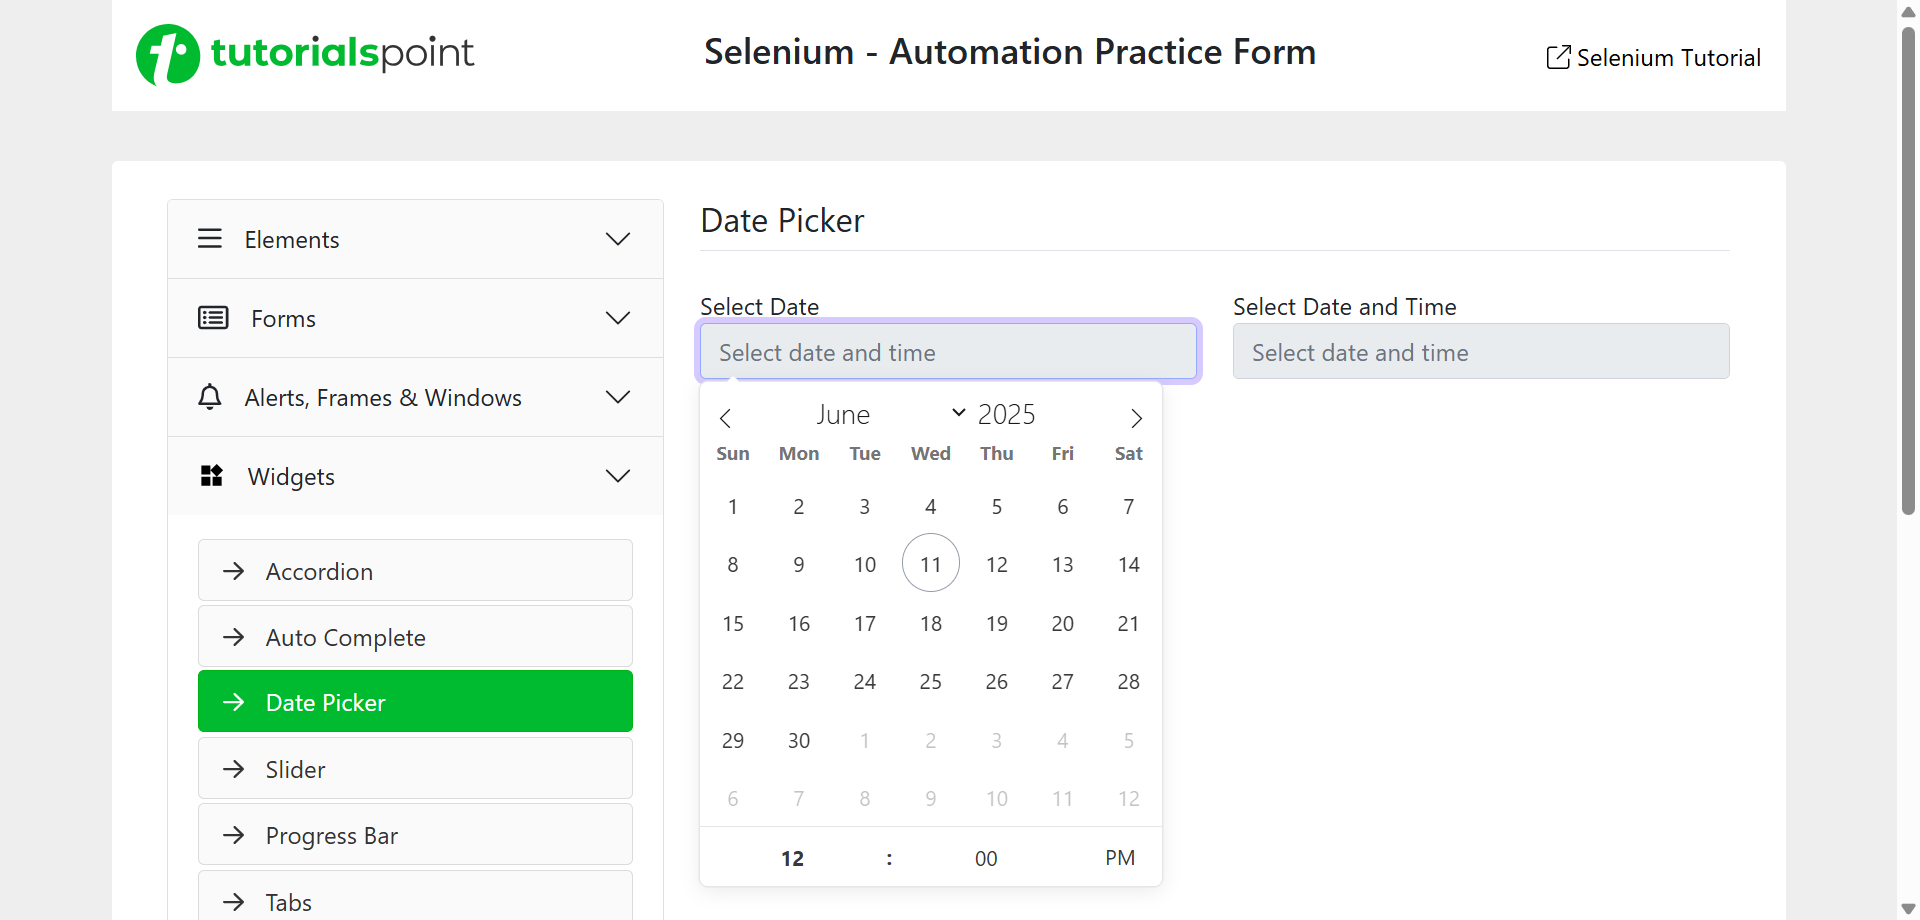 tutorialspoint
Selenium - Automation Practice Form
Selenium Tutorial
Elements
Forms
Alerts, Frames & Windows
Widgets
Accordion
Auto Complete
Date Picker
Slider
Progress Bar
Tabs
Date Picker
Select Date
Select date and time
Select Date and Time
Select date and time
June 2025
Sun Mon Tue Wed Thu Fri Sat
1 2 3 4 5 6 7
8 9 10 11 12 13 14
15 16 17 18 19 20 21
22 23 24 25 26 27 28
29 30 1 2 3 4 5
6 7 8 9 10 11 12
12 : 00 PM